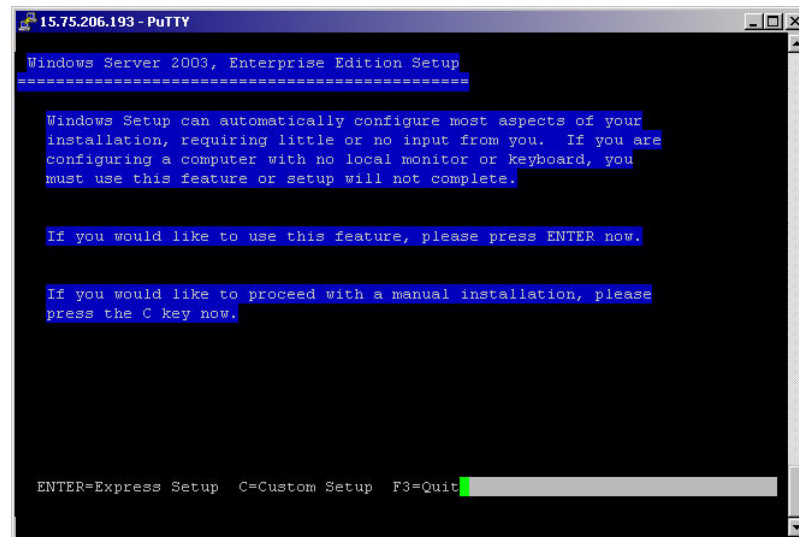 15.75.206.193 - PuTTY
Windows Server 2003, Enterprise Edition Setup
===============================================
Windows Setup can automatically configure most aspects of your
installation, requiring little or no input from you.  If you are
configuring a computer with no local monitor or keyboard, you
must use this feature or setup will not complete.
If you would like to use this feature, please press ENTER now.
If you would like to proceed with a manual installation, please
press the C key now.
ENTER=Express Setup  C=Custom Setup  F3=Quit